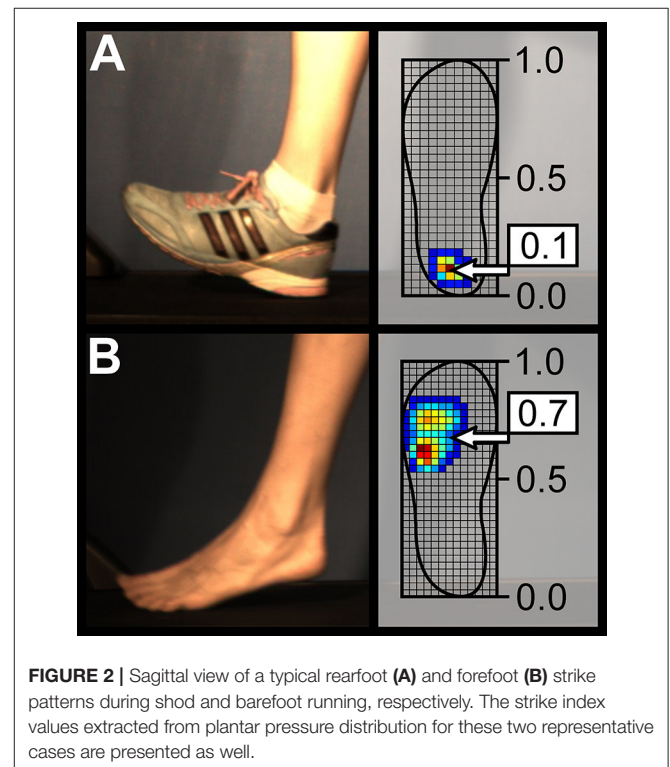 A
1.0
0.5
0.1
0.0
B
1.0
0.7
0.5
0.0
FIGURE 2 | Sagittal view of a typical rearfoot (A) and forefoot (B) strike
patterns during shod and barefoot running, respectively. The strike index
values extracted from plantar pressure distribution for these two representative
cases are presented as well.